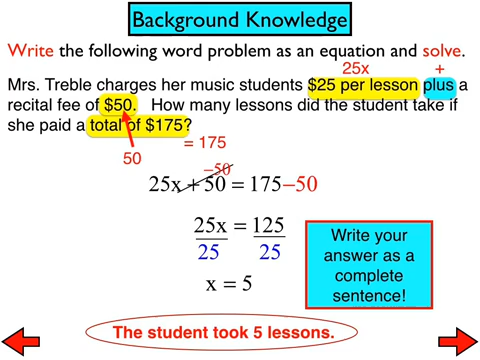 Background Knowledge
Write the following word problem as an equation and solve.
25x +
Mrs. Treble charges her music students $25 per lesson plus a
recital fee of $50. How many lessons did the student take if
she paid a total of $175?
50 = 175
−50
25x + 50 = 175−50
25x = 125
25 25
x = 5
Write your
answer as a
complete
sentence!
The student took 5 lessons.